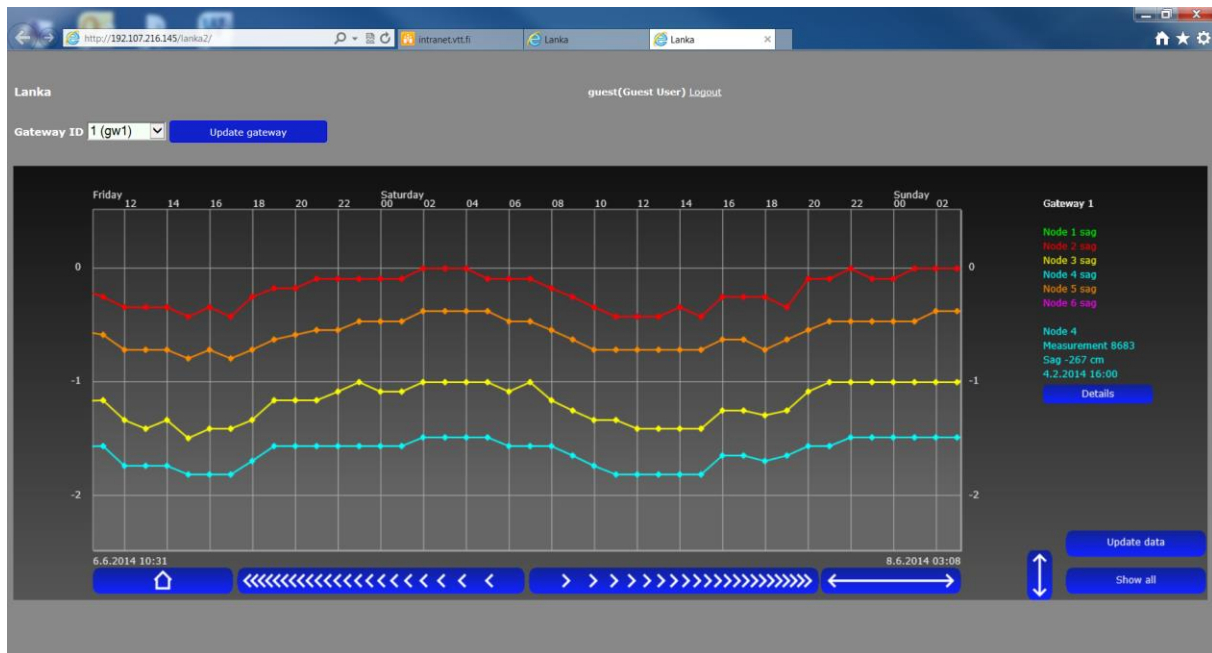 http://192.107.216.145/lanka2/
intranet.vtt.fi
Lanka
Lanka
Lanka
guest(Guest User) Logout
Gateway ID 1 (gw1) Update gateway
Friday Saturday Sunday
12 14 16 18 20 22 00 02 04 06 08 10 12 14 16 18 20 22 00 02
0 0
-1 -1
-2 -2
6.6.2014 10:31 8.6.2014 03:08
Gateway 1
Node 1 sag
Node 2 sag
Node 3 sag
Node 4 sag
Node 5 sag
Node 6 sag
Node 4
Measurement 8683
Sag -267 cm
4.2.2014 16:00
Details
Update data
Show all